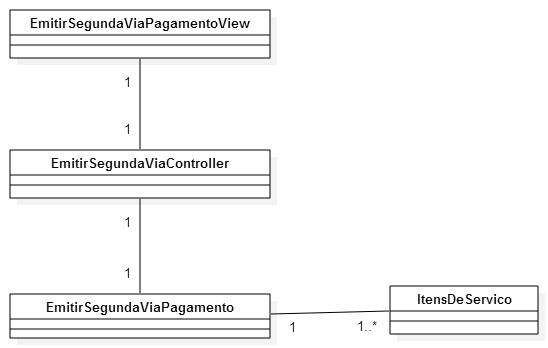 EmitirSegundaViaPagamentoView
1
1
EmitirSegundaViaController
1
1
EmitirSegundaViaPagamento
ItensDeServico
1
1..*